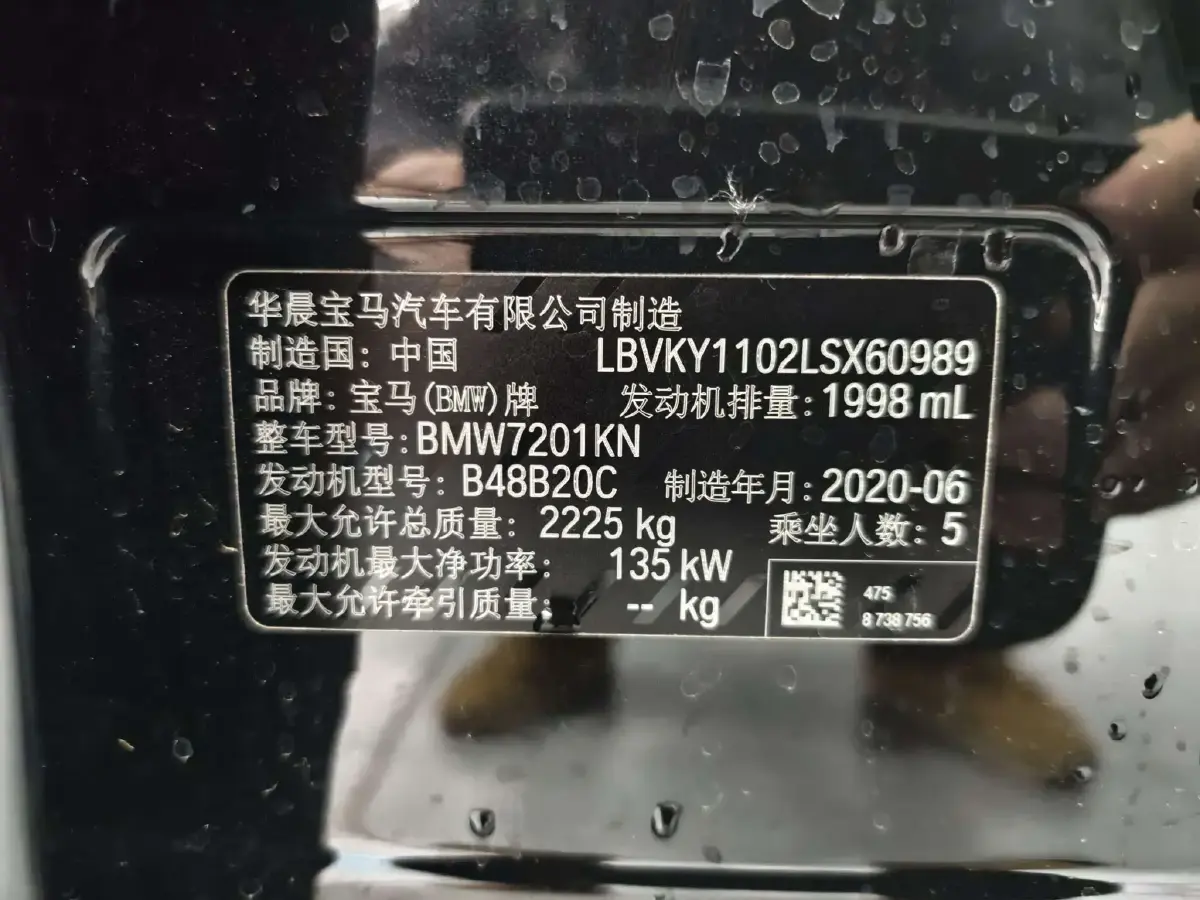 华晨宝马汽车有限公司制造
制造国: 中国 LBVKY1102LSX60989
品牌: 宝马(BMW)牌 发动机排量: 1998 mL
整车型号: BMW7201KN
发动机型号: B48B20C 制造年月: 2020-06
最大允许总质量: 2225 kg 乘坐人数: 5
发动机最大净功率: 135 kW
最大允许牵引质量: -- kg
475
8 738 756